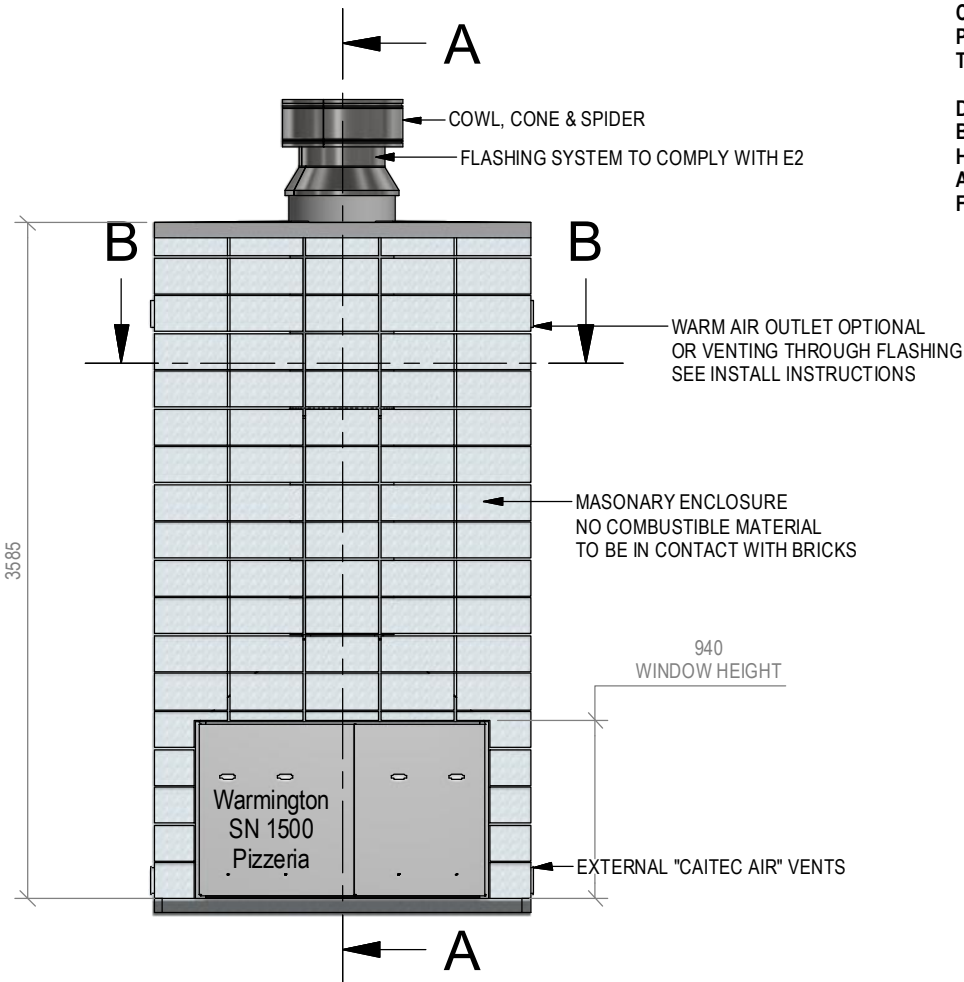 A
COWL, CONE & SPIDER
FLASHING SYSTEM TO COMPLY WITH E2
B
B
WARM AIR OUTLET OPTIONAL
OR VENTING THROUGH FLASHING
SEE INSTALL INSTRUCTIONS
MASONARY ENCLOSURE
NO COMBUSTIBLE MATERIAL
TO BE IN CONTACT WITH BRICKS
3585
940
WINDOW HEIGHT
Warmington
SN 1500
Pizzeria
EXTERNAL "CAITEC AIR" VENTS
A